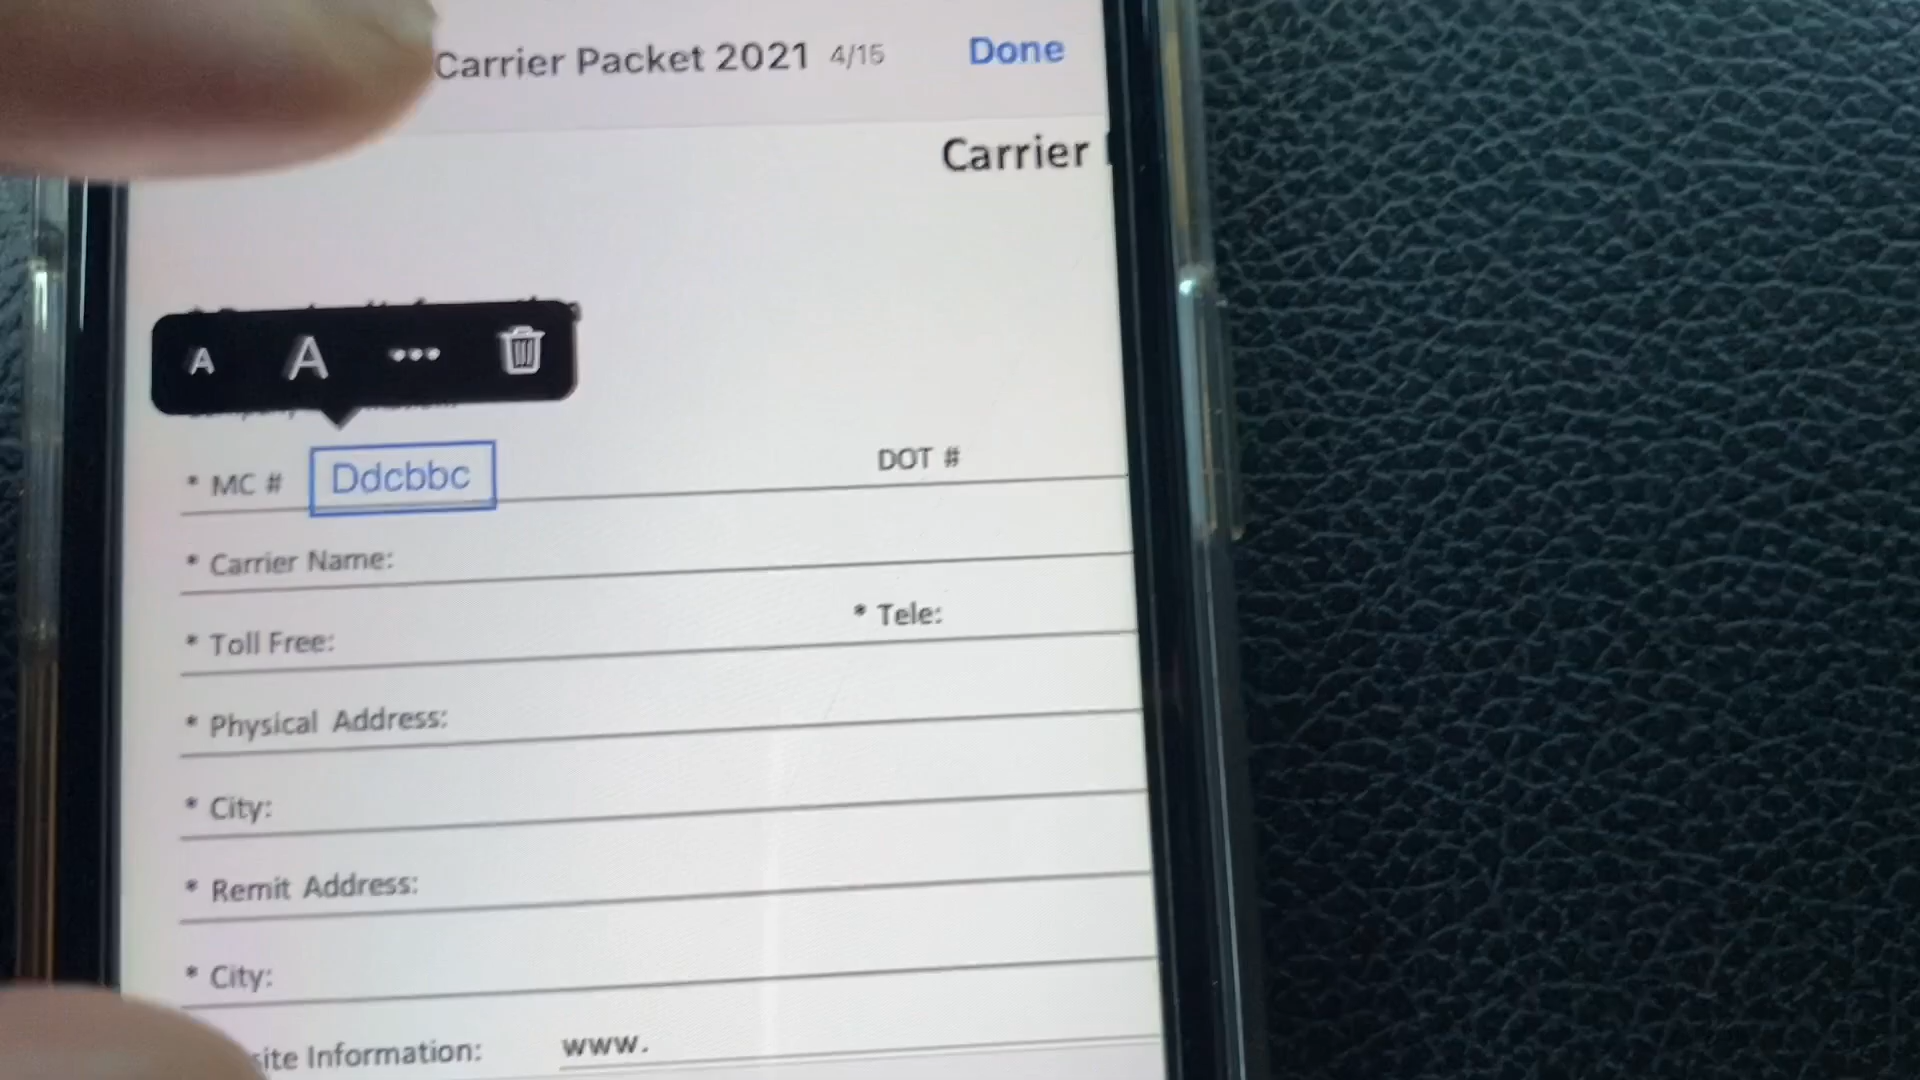 Carrier Packet 2021 4/15 Done
Carrier
A A •••
* MC # Ddcbbc DOT #
* Carrier Name:
* Toll Free: * Tele:
* Physical Address:
* City:
* Remit Address:
* City:
Information: www.